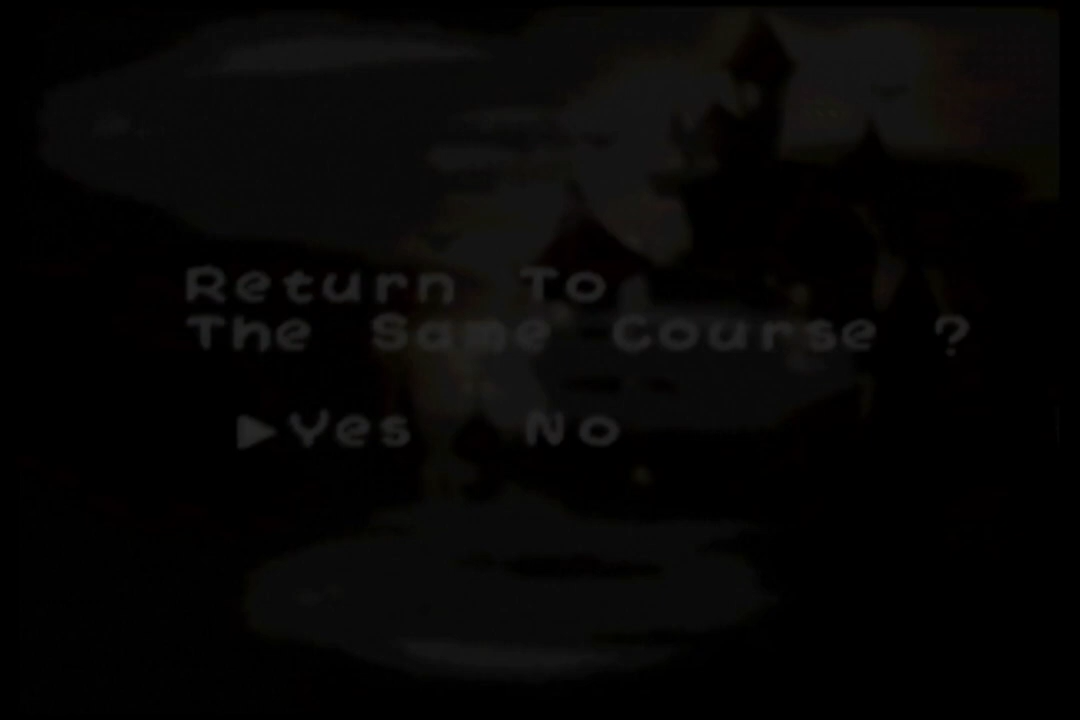 Return To
The Same Course ?
▶Yes No